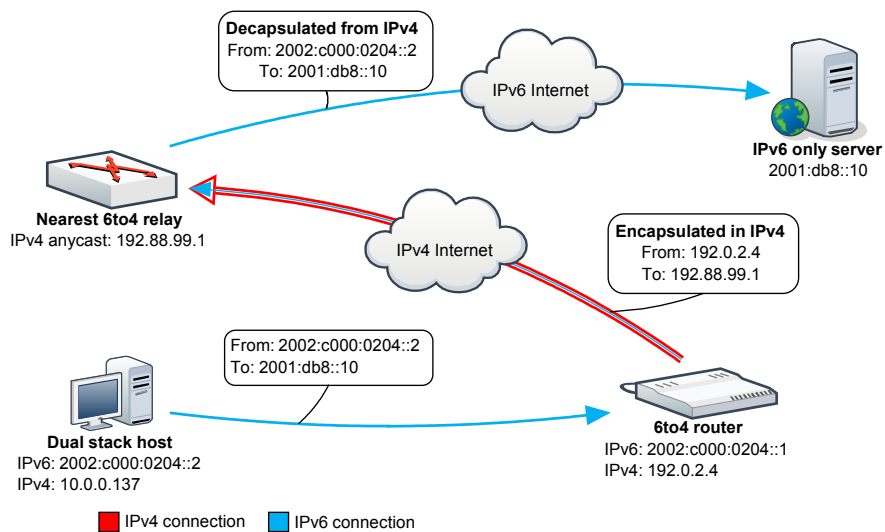 Decapsulated from IPv4
From: 2002:c000:0204::2
To: 2001:db8::10
IPv6 Internet
IPv6 only server
2001:db8::10
Nearest 6to4 relay
IPv4 anycast: 192.88.99.1
IPv4 Internet
Encapsulated in IPv4
From: 192.0.2.4
To: 192.88.99.1
From: 2002:c000:0204::2
To: 2001:db8::10
Dual stack host
IPv6: 2002:c000:0204::2
IPv4: 10.0.0.137
6to4 router
IPv6: 2002:c000:0204::1
IPv4: 192.0.2.4
IPv4 connection
IPv6 connection